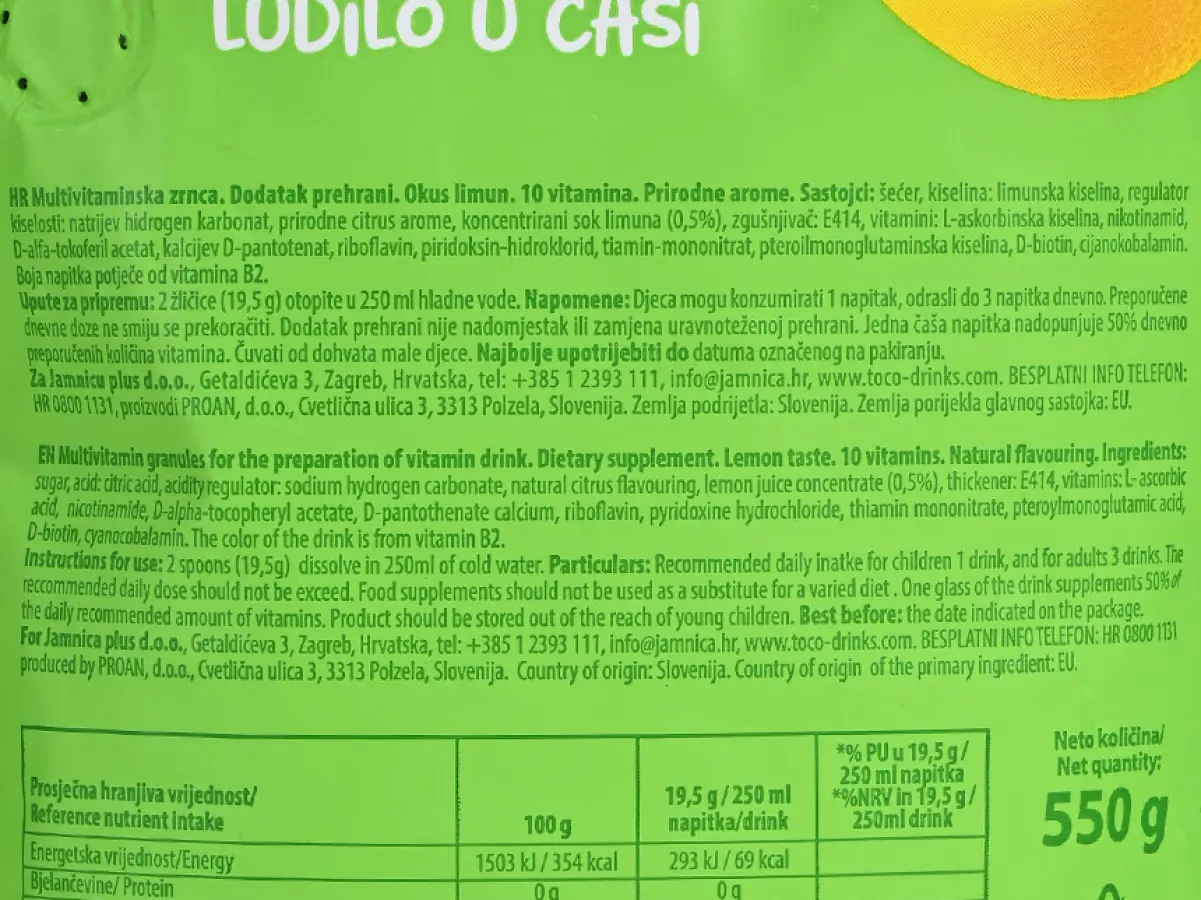 LUDILO U ČAŠI
HR Multivitaminska zrnca. Dodatak prehrani. Okus limun. 10 vitamina. Prirodne arome. Sastojci: šećer, kiselina: limunska kiselina, regulator
kiselosti: natrijev hidrogen karbonat, prirodne citrus arome, koncentrirani sok limuna (0,5%), zgušnjivač: E414, vitamini: L-askorbinska kiselina, nikotinamid,
D-alfa-tokoferil acetat, kalcijev D-pantotenat, riboflavin, piridoksin-hidroklorid, tiamin-mononitrat, pteroilmonoglutaminska kiselina, D-biotin, cijanokobalamin.
Boja napitka potječe od vitamina B2.
Upute za pripremu: 2 žličice (19,5 g) otopite u 250 ml hladne vode. Napomene: Djeca mogu konzumirati 1 napitak, odrasli do 3 napitka dnevno. Preporučene
dnevne doze ne smiju se prekoračiti. Dodatak prehrani nije nadomjestak ili zamjena uravnoteženoj prehrani. Jedna čaša napitka nadopunjuje 50% dnevno
preporučenih količina vitamina. Čuvati od dohvata male djece. Najbolje upotrijebiti do datuma označenog na pakiranju.
Za Jamnicu plus d.o.o., Getaldićeva 3, Zagreb, Hrvatska, tel: +385 1 2393 111, info@jamnica.hr, www.toco-drinks.com. BESPLATNI INFO TELEFON:
HR 0800 1131, proizvodi PROAN, d.o.o., Cvetlična ulica 3, 3313 Polzela, Slovenija. Zemlja podrijetla: Slovenija. Zemlja porijekla glavnog sastojka: EU.
EN Multivitamin granules for the preparation of vitamin drink. Dietary supplement. Lemon taste. 10 vitamins. Natural flavouring. Ingredients:
sugar, acid: citric acid, acidity regulator: sodium hydrogen carbonate, natural citrus flavouring, lemon juice concentrate (0,5%), thickener: E414, vitamins: L- ascorbic
acid, nicotinamide, D-alpha-tocopheryl acetate, D-pantothenate calcium, riboflavin, pyridoxine hydrochloride, thiamin mononitrate, pteroylmonoglutamic acid,
D-biotin, cyanocobalamin. The color of the drink is from vitamin B2.
Instructions for use: 2 spoons (19,5g) dissolve in 250ml of cold water. Particulars: Recommended daily inatke for children 1 drink, and for adults 3 drinks. The
reccommended daily dose should not be exceed. Food supplements should not be used as a substitute for a varied diet . One glass of the drink supplements 50% of
the daily recommended amount of vitamins. Product should be stored out of the reach of young children. Best before: the date indicated on the package.
For Jamnica plus d.o.o., Getaldićeva 3, Zagreb, Hrvatska, tel: +385 1 2393 111, info@jamnica.hr, www.toco-drinks.com. BESPLATNI INFO TELEFON: HR 0800 1131
produced by PROAN, d.o.o., Cvetlična ulica 3, 3313 Polzela, Slovenija. Country of origin: Slovenija. Country of origin of the primary ingredient: EU.
Prosječna hranjiva vrijednost/
Reference nutrient intake
100 g
19,5 g / 250 ml
napitka/drink
*% PU u 19,5 g /
250 ml napitka
*%NRV in 19,5 g /
250ml drink
Energetska vrijednost/Energy
1503 kJ / 354 kcal
293 kJ / 69 kcal
Bjelančevine/ Protein
0 g
0 g
Neto količina/
Net quantity:
550 g